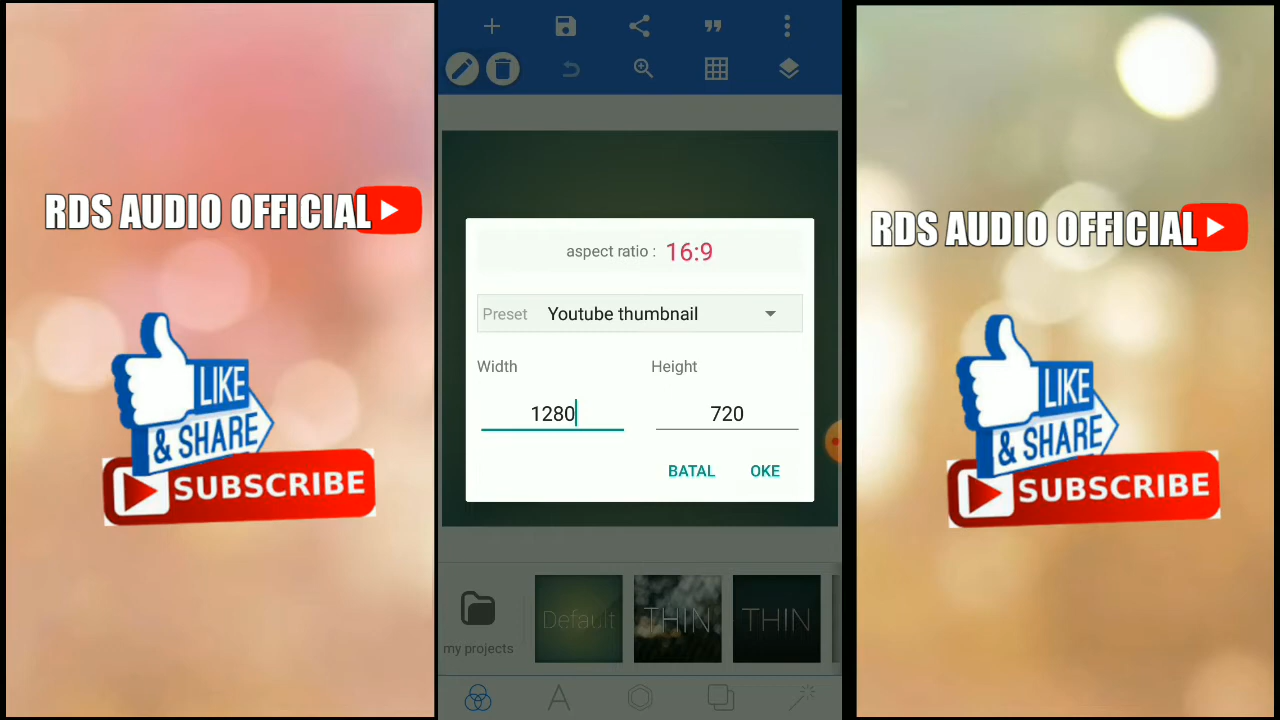 RDS AUDIO OFFICIAL
LIKE
& SHARE
SUBSCRIBE
aspect ratio : 16:9
Preset Youtube thumbnail
Width Height
1280 720
BATAL OKE
my projects
Default
THIN
THIN
A
RDS AUDIO OFFICIAL
LIKE
& SHARE
SUBSCRIBE